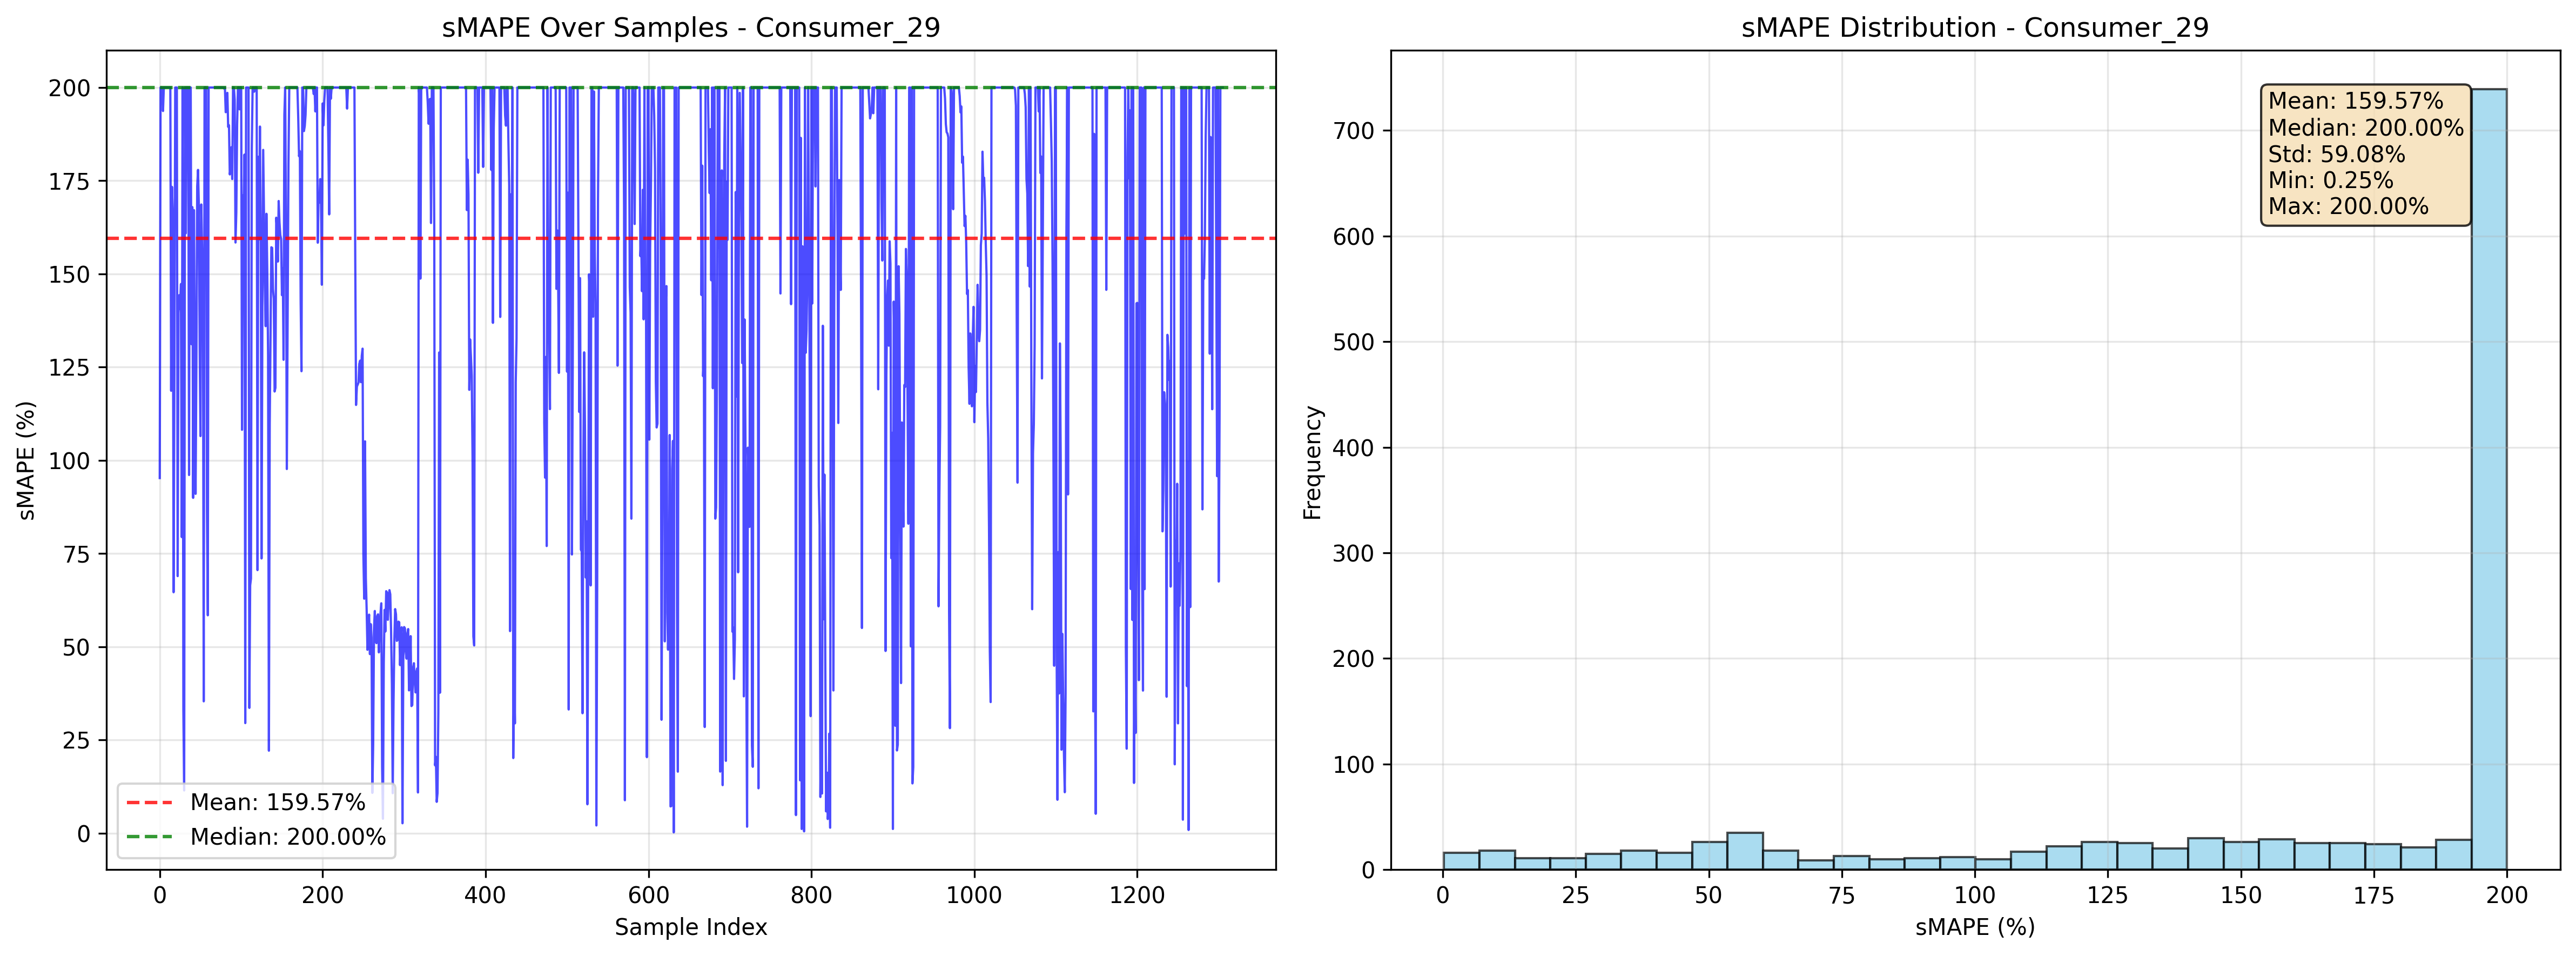 sMAPE Over Samples - Consumer_29
sMAPE (%)
200
175
150
125
100
75
50
25
0
Mean: 159.57%
Median: 200.00%
0
200
400
600
800
1000
1200
Sample Index
sMAPE Distribution - Consumer_29
Frequency
700
600
500
400
300
200
100
0
Mean: 159.57%
Median: 200.00%
Std: 59.08%
Min: 0.25%
Max: 200.00%
0
25
50
75
100
125
150
175
200
sMAPE (%)